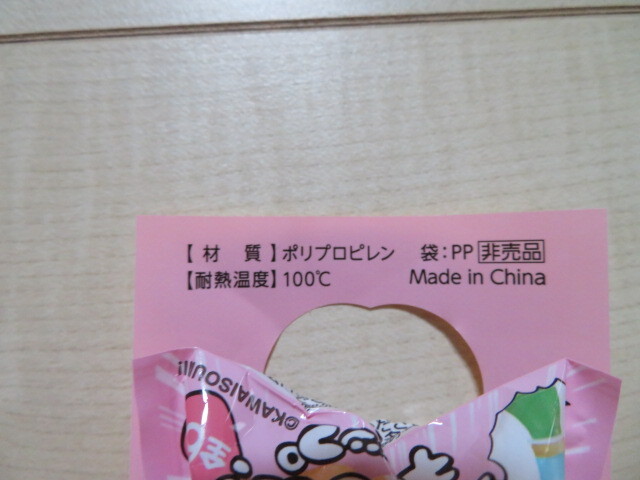 【材 質】ポリプロピレン 袋:PP 非売品
【耐熱温度】100℃ Made in China
©KAWAISOUII!!